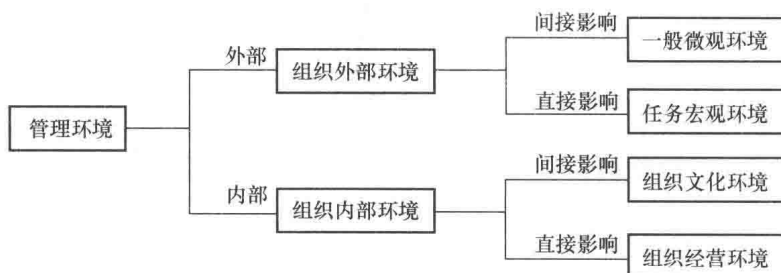 管理环境
外部
组织外部环境
间接影响
一般微观环境
直接影响
任务宏观环境
内部
组织内部环境
间接影响
组织文化环境
直接影响
组织经营环境